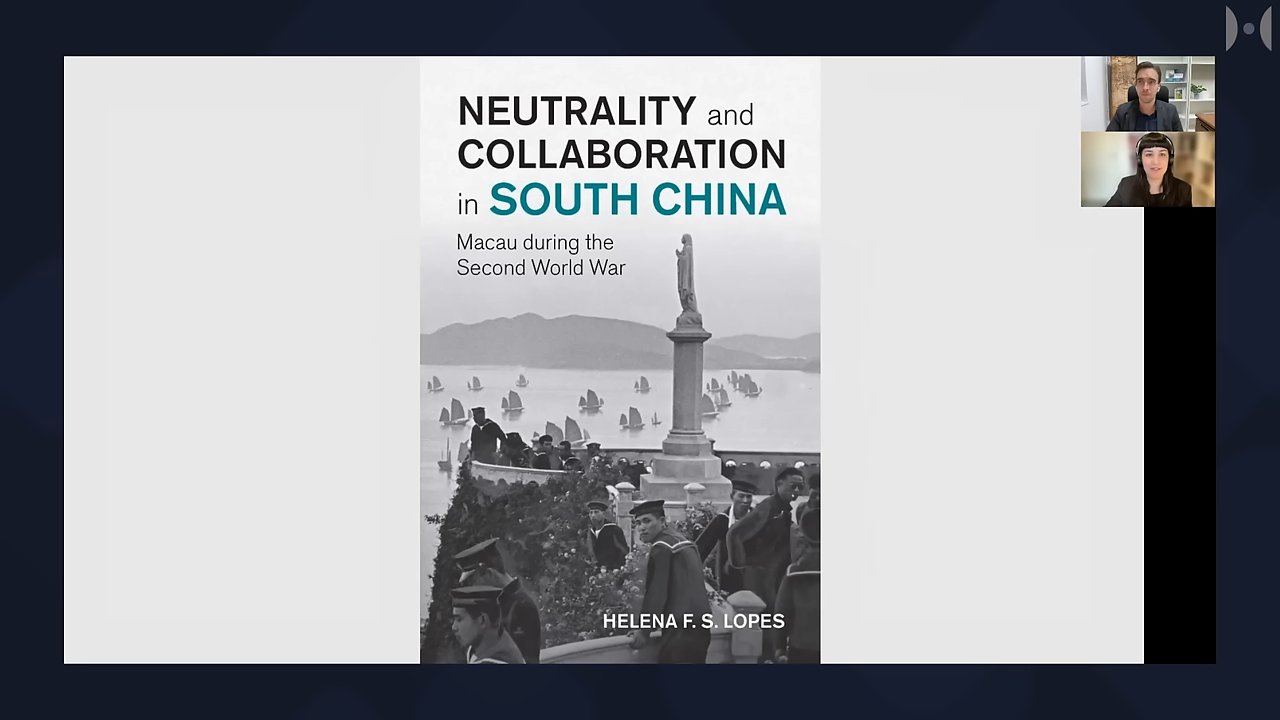 NEUTRALITY and
COLLABORATION
in SOUTH CHINA
Macau during the
Second World War
HELENA F. S. LOPES